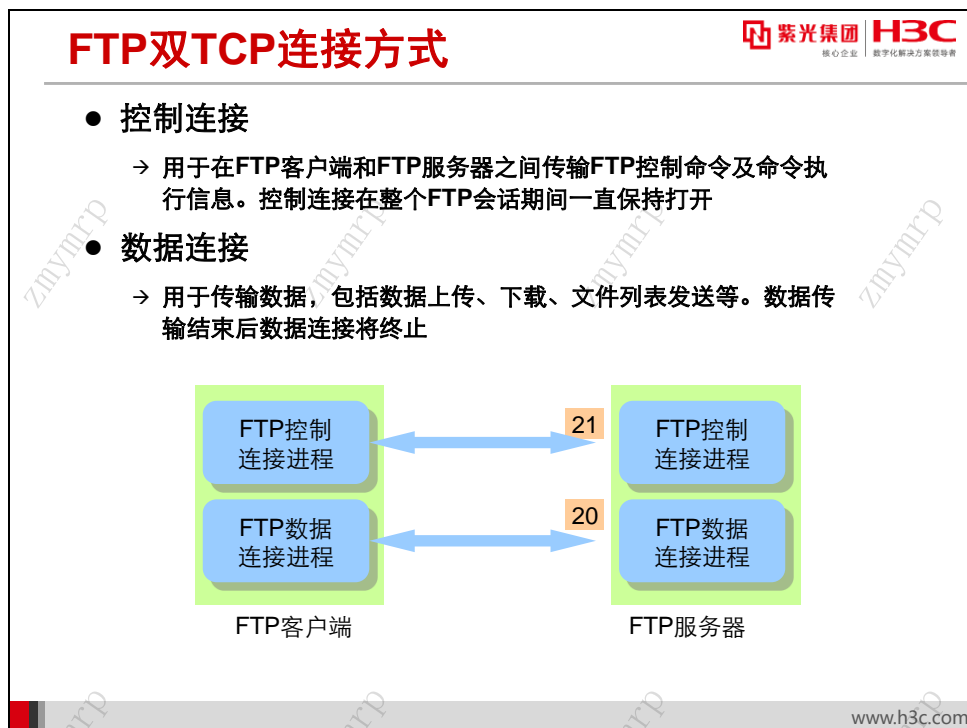 FTP双TCP连接方式
紫光集团 H3C
核心企业 数字化解决方案领导者
● 控制连接
→ 用于在FTP客户端和FTP服务器之间传输FTP控制命令及命令执
行信息。控制连接在整个FTP会话期间一直保持打开
● 数据连接
→ 用于传输数据，包括数据上传、下载、文件列表发送等。数据传
输结束后数据连接将终止
zmymrp
zmymrp
zmymrp
zmymrp
FTP控制
连接进程
21
FTP控制
连接进程
FTP数据
连接进程
20
FTP数据
连接进程
FTP客户端
FTP服务器
www.h3c.com